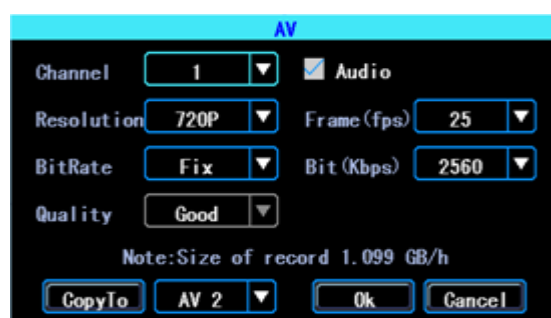 AV
Channel 1 Audio
Resolution 720P Frame(fps) 25
BitRate Fix Bit(Kbps) 2560
Quality Good
Note:Size of record 1.099 GB/h
CopyTo AV 2 Ok Cancel